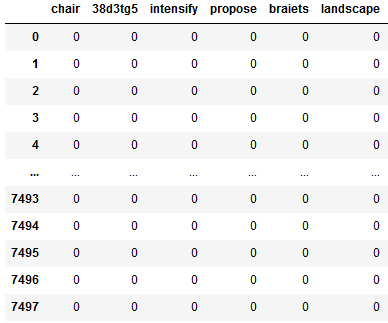 chair 38d3tg5 intensify propose braiets landscape
0 0 0 0 0 0 0
1 0 0 0 0 0 0
2 0 0 0 0 0 0
3 0 0 0 0 0 0
4 0 0 0 0 0 0
... ... ... ... ... ... ...
7493 0 0 0 0 0 0
7494 0 0 0 0 0 0
7495 0 0 0 0 0 0
7496 0 0 0 0 0 0
7497 0 0 0 0 0 0